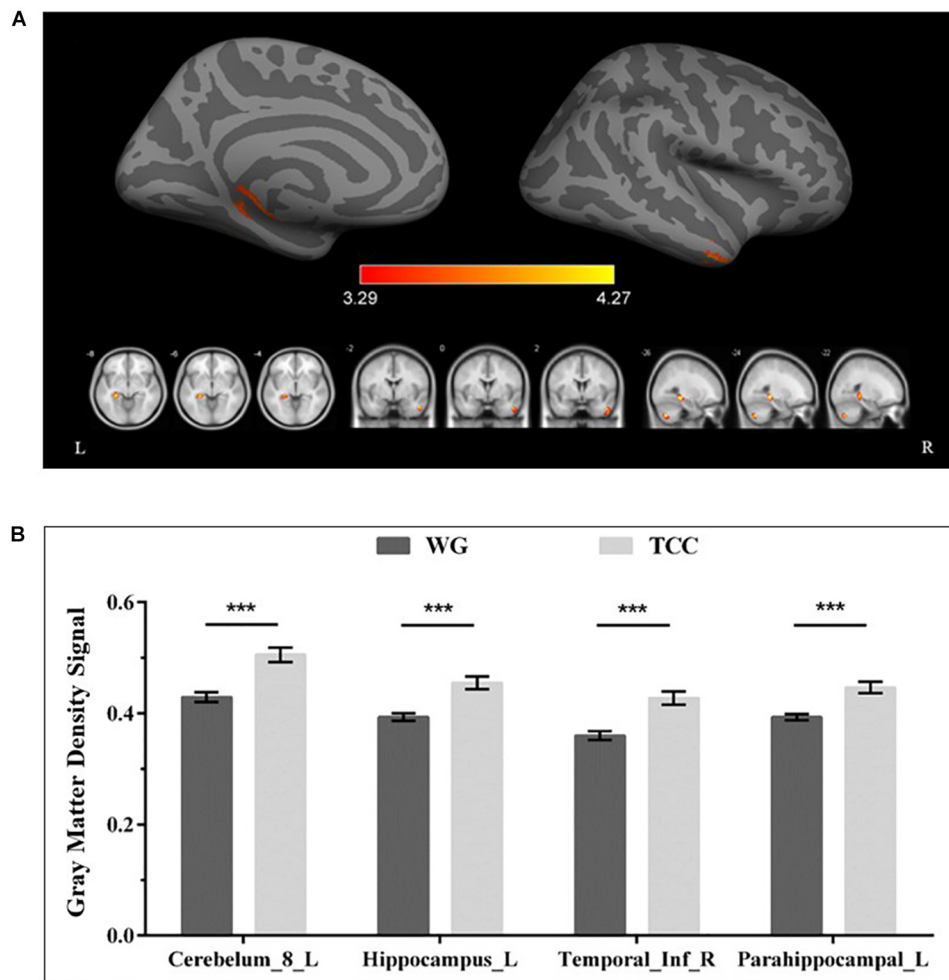 A
3.29 4.27
-8 -6 -4 -2 0 2 -26 -24 -22
L R
B
WG TCC
Gray Matter Density Signal
0.6
0.4
0.2
0.0
*** *** *** ***
Cerebelum_8_L Hippocampus_L Temporal_Inf_R Parahippocampal_L